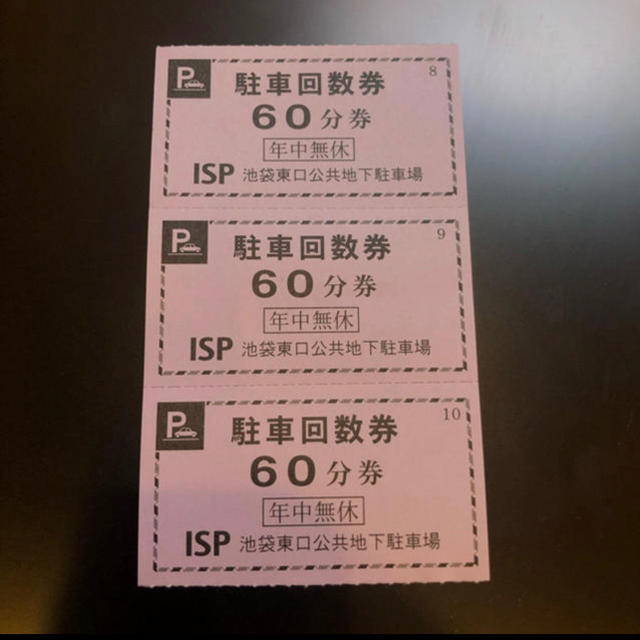 P
8
駐車回数券
60分券
年中無休
ISP 池袋東口公共地下駐車場
P
9
駐車回数券
60分券
年中無休
ISP 池袋東口公共地下駐車場
P
10
駐車回数券
60分券
年中無休
ISP 池袋東口公共地下駐車場